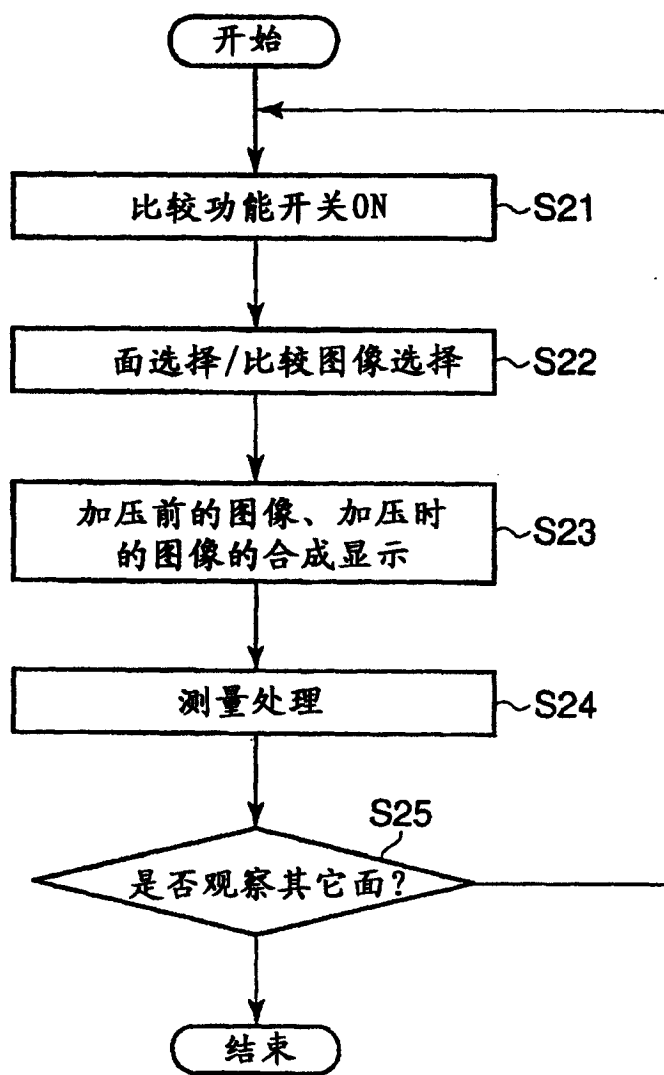 开始
比较功能开关ON
S21
面选择/比较图像选择
S22
加压前的图像、加压时
的图像的合成显示
S23
测量处理
S24
S25
是否观察其它面?
结束